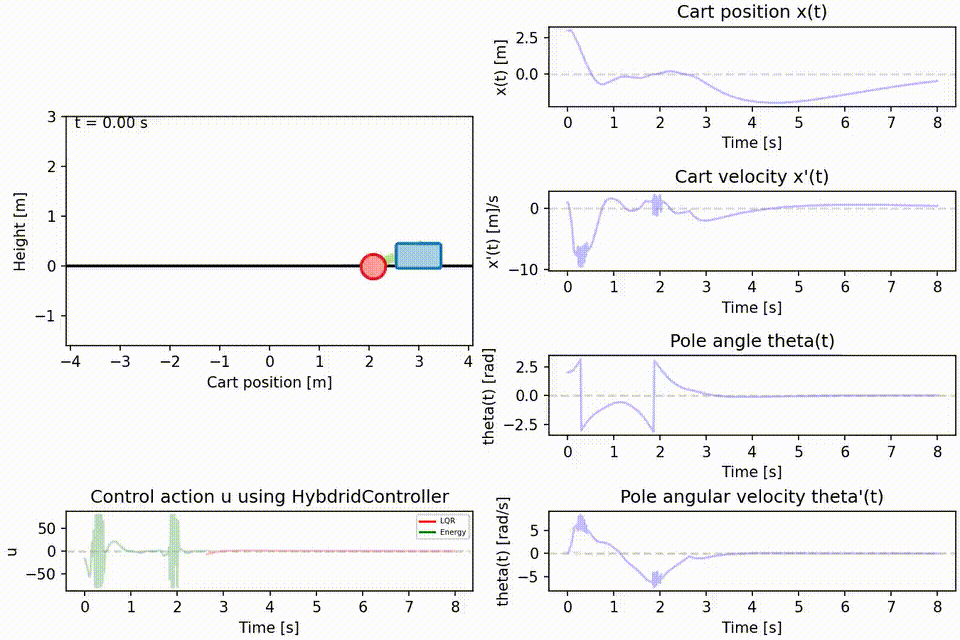 Cart position x(t)
x(t) [m]
2.5
0.0
0 1 2 3 4 5 6 7 8
Time [s]
t = 0.00 s
Height [m]
3
2
1
0
−1
−4 −3 −2 −1 0 1 2 3 4
Cart position [m]
Cart velocity x'(t)
x'(t) [m]/s
0
−10
0 1 2 3 4 5 6 7 8
Time [s]
Pole angle theta(t)
theta(t) [rad]
2.5
0.0
−2.5
0 1 2 3 4 5 6 7 8
Time [s]
Control action u using HybdridController
u
50
0
−50
LQR
Energy
0 1 2 3 4 5 6 7 8
Time [s]
Pole angular velocity theta'(t)
theta(t) [rad/s]
5
0
−5
0 1 2 3 4 5 6 7 8
Time [s]